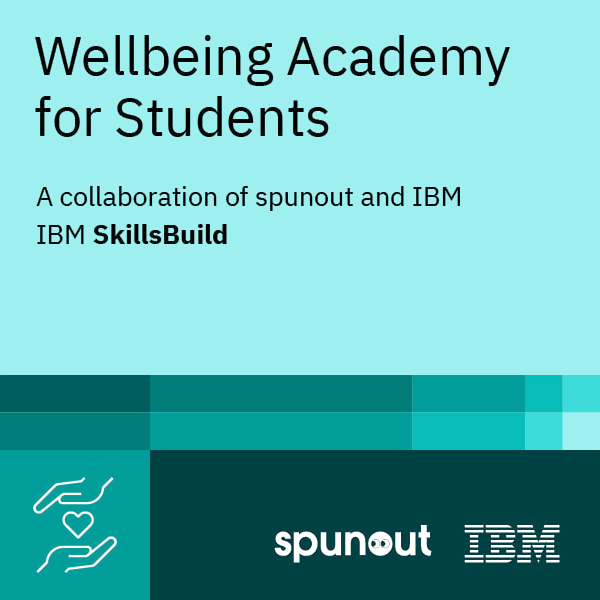 Wellbeing Academy
for Students
A collaboration of spunout and IBM
IBM SkillsBuild
spunout IBM